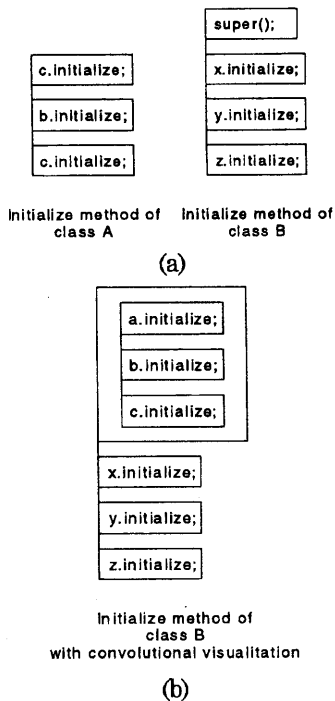 super();
c.initialize;
x.initialize;
b.initialize;
y.initialize;
c.initialize;
z.initialize;
Initialize method of
class A
Initialize method of
class B
(a)
a.initialize;
b.initialize;
c.initialize;
x.initialize;
y.initialize;
z.initialize;
Initialize method of
class B
with convolutional visualitation
(b)